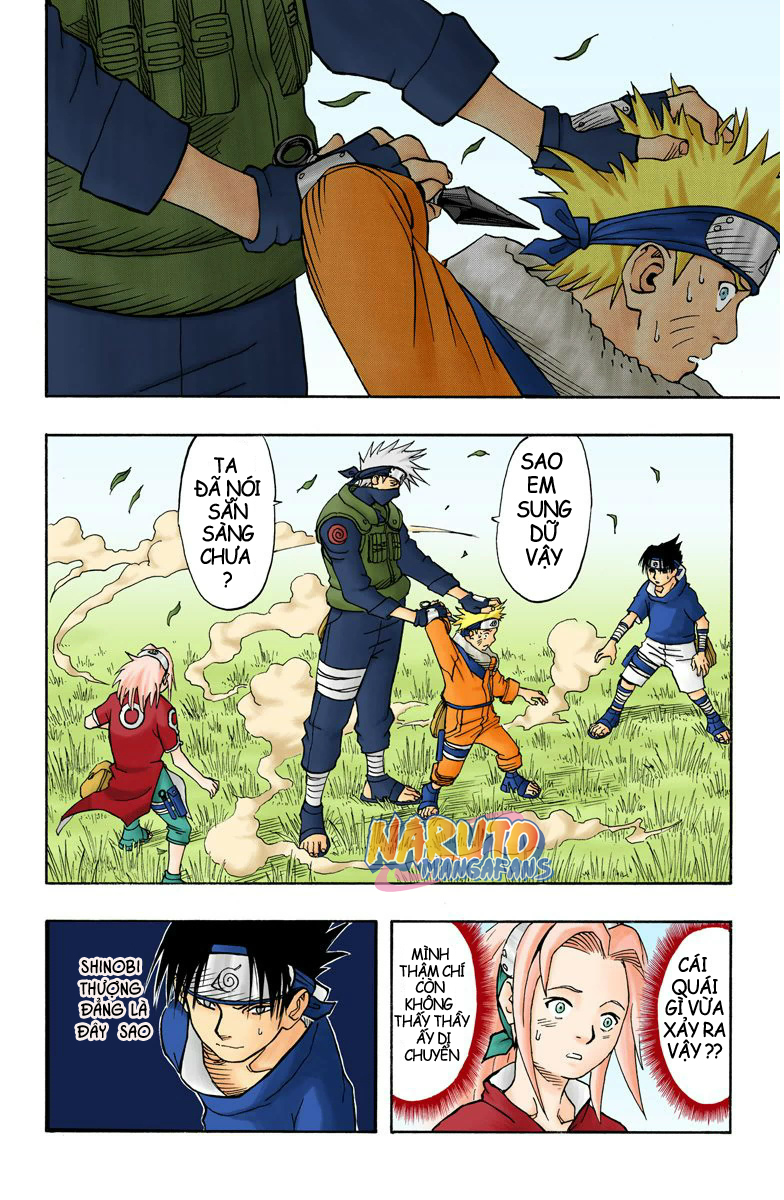 SAO
EM
SUNG
DỮ
VẬY
TA
ĐÃ NÓI
SẴN
SÀNG
CHƯA
?
NARUTO
MANGAFANS
CÁI
QUÁI
GÌ VỪA
XẢY RA
VẬY ??
MÌNH
THẬM CHÍ
CÒN
KHÔNG
THẤY THẦY
ẤY DỊ
CHUYỂN
SHINOBI
THƯỢNG
ĐẲNG LÀ
ĐÂY SAO